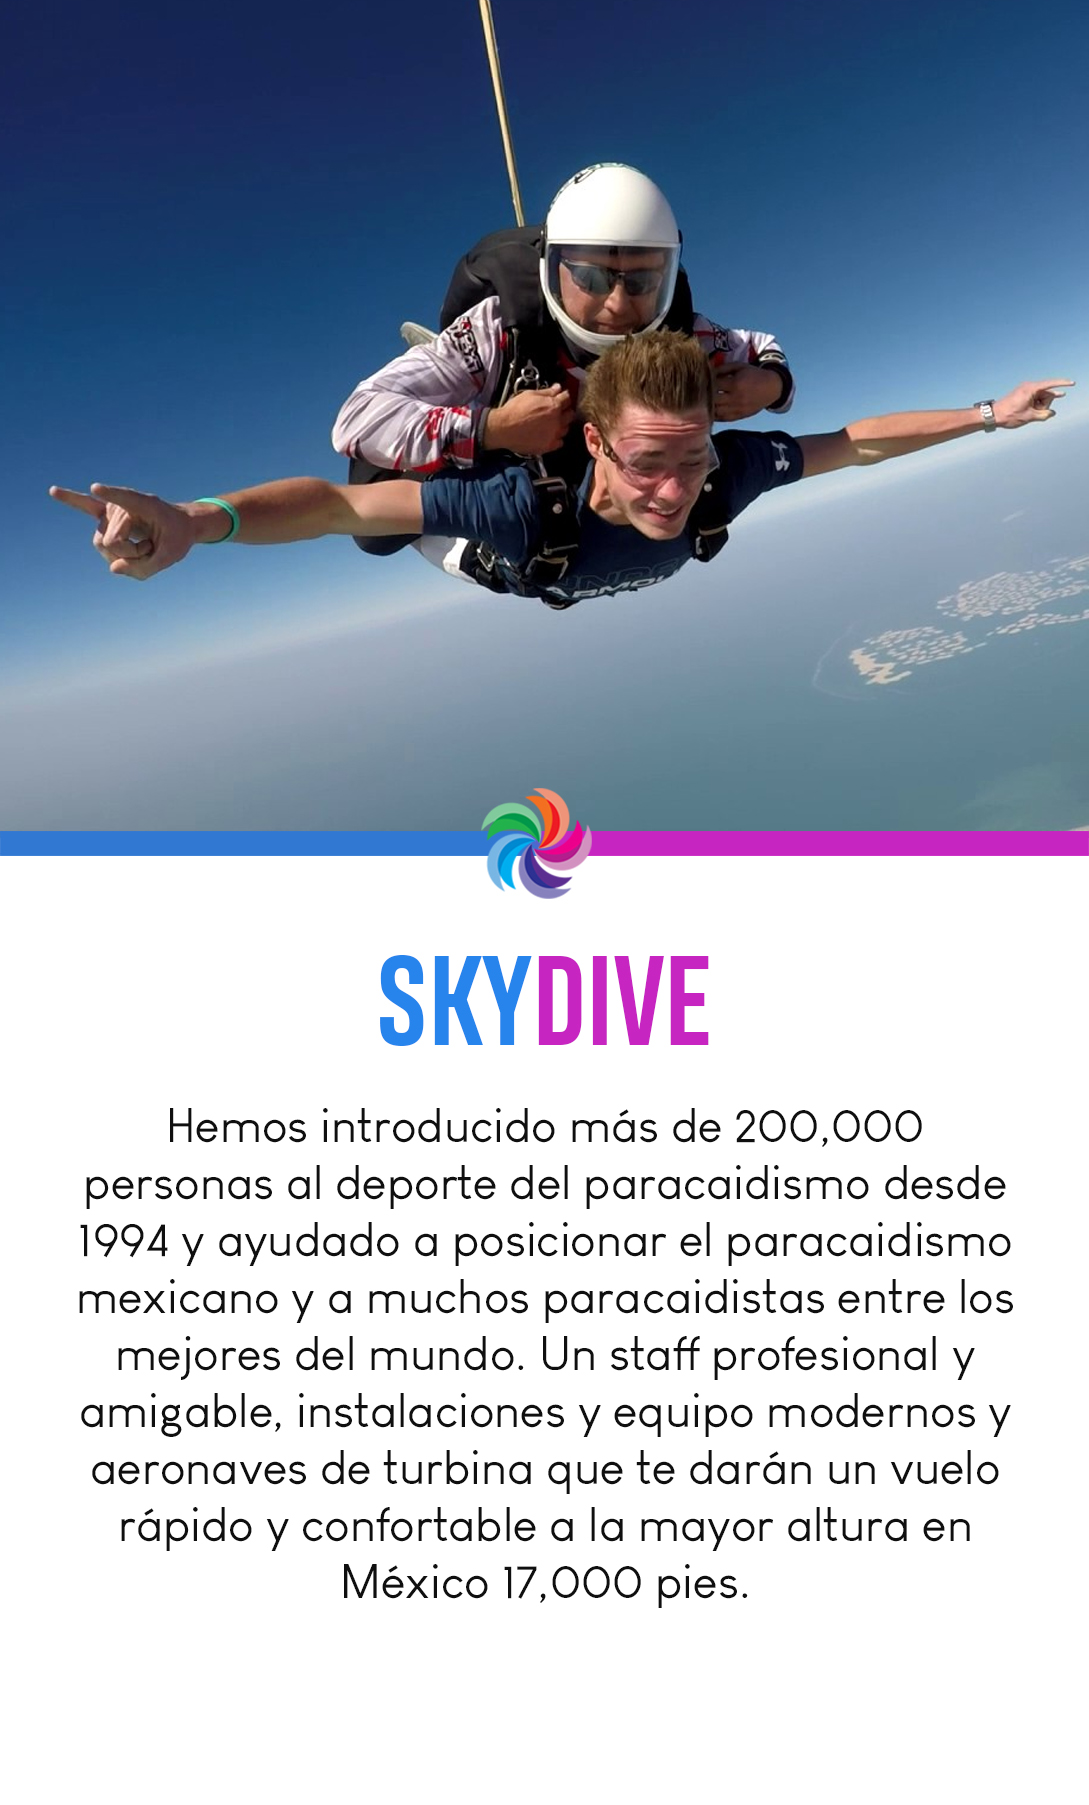 UNDER
ARMOUR
SKYDIVE
Hemos introducido más de 200,000
personas al deporte del paracaidismo desde
1994 y ayudado a posicionar el paracaidismo
mexicano y a muchos paracaidistas entre los
mejores del mundo. Un staff profesional y
amigable, instalaciones y equipo modernos y
aeronaves de turbina que te darán un vuelo
rápido y confortable a la mayor altura en
México 17,000 pies.